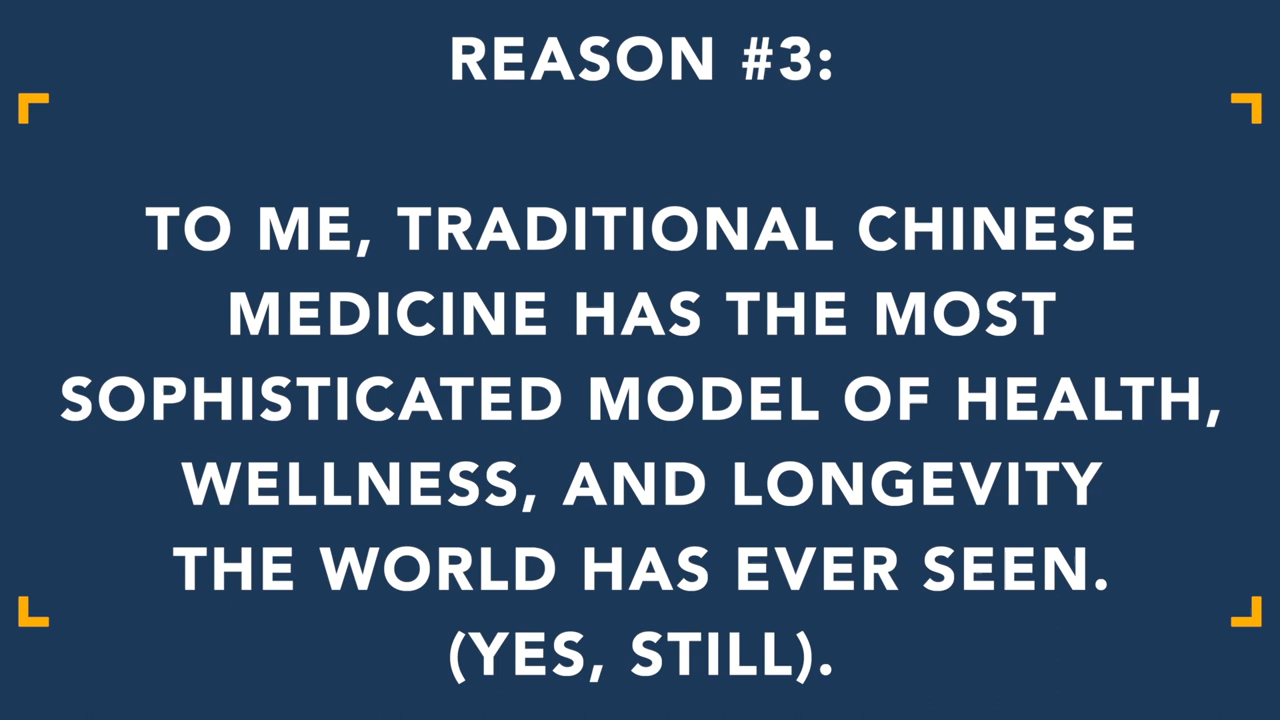 REASON #3:
TO ME, TRADITIONAL CHINESE
MEDICINE HAS THE MOST
SOPHISTICATED MODEL OF HEALTH,
WELLNESS, AND LONGEVITY
THE WORLD HAS EVER SEEN.
(YES, STILL).